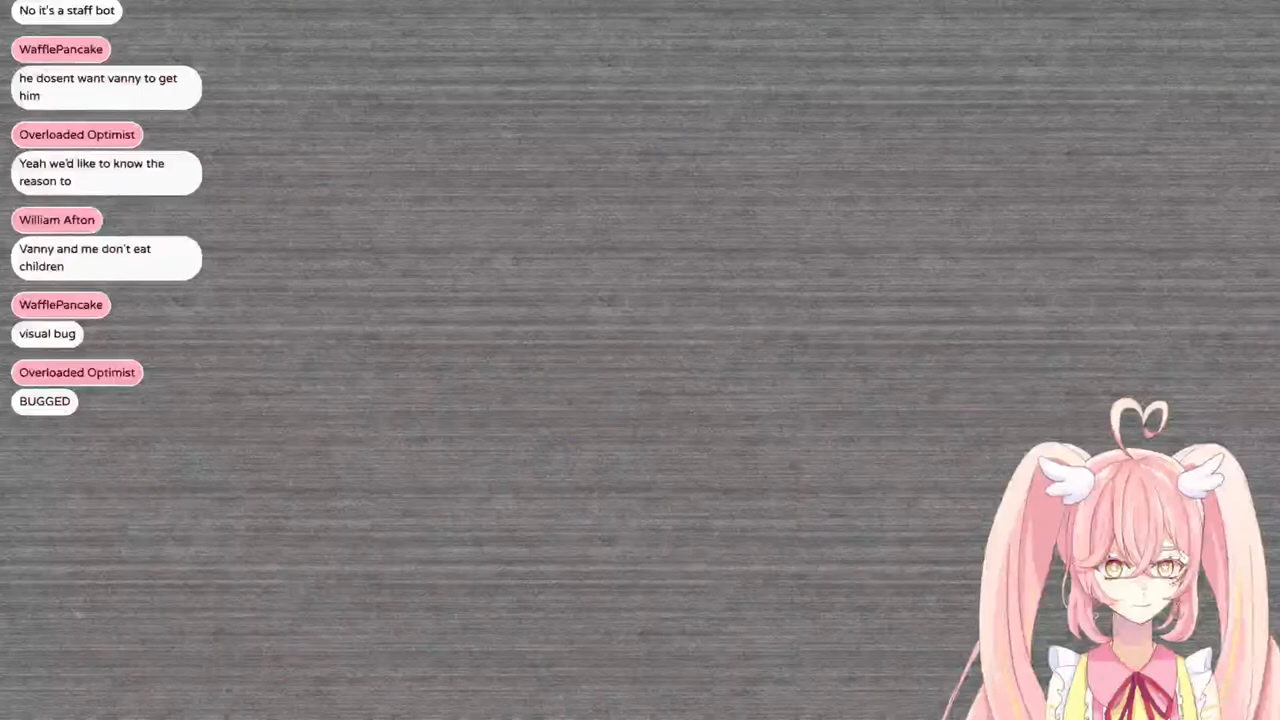 No it's a staff bot
WafflePancake
he dosent want vanny to get
him
Overloaded Optimist
Yeah we'd like to know the
reason to
William Afton
Vanny and me don't eat
children
WafflePancake
visual bug
Overloaded Optimist
BUGGED